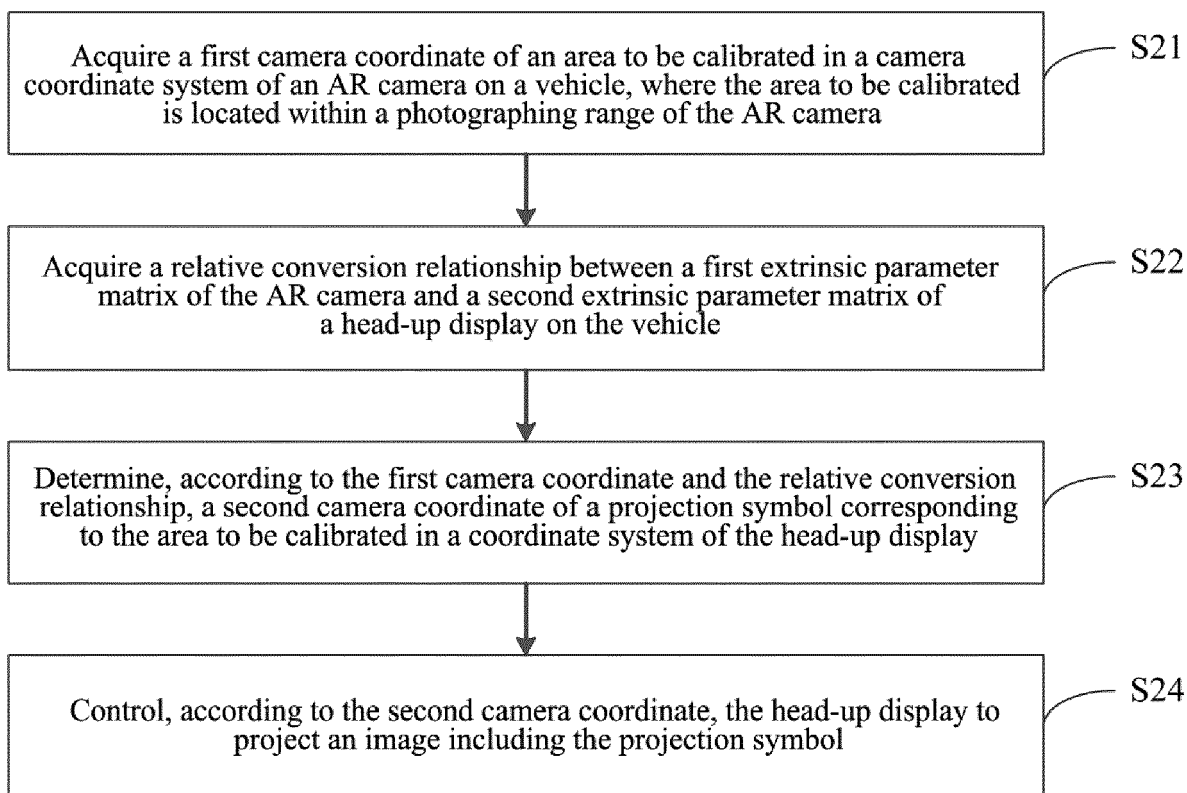 Acquire a first camera coordinate of an area to be calibrated in a camera
coordinate system of an AR camera on a vehicle, where the area to be calibrated
is located within a photographing range of the AR camera
S21
Acquire a relative conversion relationship between a first extrinsic parameter
matrix of the AR camera and a second extrinsic parameter matrix of
a head-up display on the vehicle
S22
Determine, according to the first camera coordinate and the relative conversion
relationship, a second camera coordinate of a projection symbol corresponding
to the area to be calibrated in a coordinate system of the head-up display
S23
Control, according to the second camera coordinate, the head-up display to
project an image including the projection symbol
S24